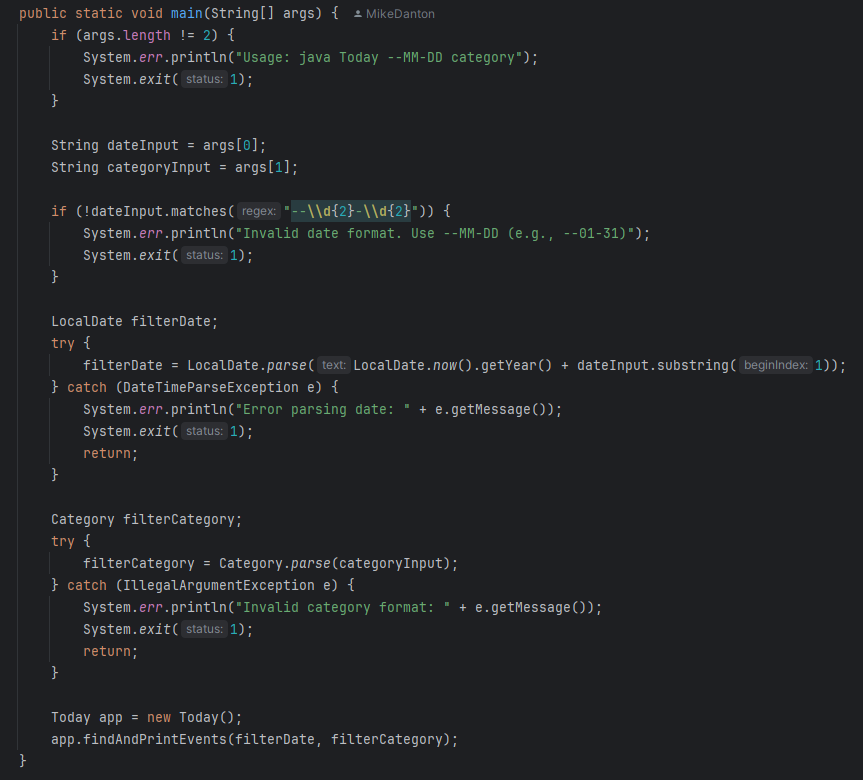 public static void main(String[] args) { MikeDanton
    if (args.length != 2) {
        System.err.println("Usage: java Today --MM-DD category");
        System.exit( status: 1);
    }

    String dateInput = args[0];
    String categoryInput = args[1];

    if (!dateInput.matches( regex: "--\\d{2}-\\d{2}")) {
        System.err.println("Invalid date format. Use --MM-DD (e.g., --01-31)");
        System.exit( status: 1);
    }

    LocalDate filterDate;
    try {
        filterDate = LocalDate.parse( text: LocalDate.now().getYear() + dateInput.substring( beginIndex: 1));
    } catch (DateTimeParseException e) {
        System.err.println("Error parsing date: " + e.getMessage());
        System.exit( status: 1);
        return;
    }

    Category filterCategory;
    try {
        filterCategory = Category.parse(categoryInput);
    } catch (IllegalArgumentException e) {
        System.err.println("Invalid category format: " + e.getMessage());
        System.exit( status: 1);
        return;
    }

    Today app = new Today();
    app.findAndPrintEvents(filterDate, filterCategory);
}